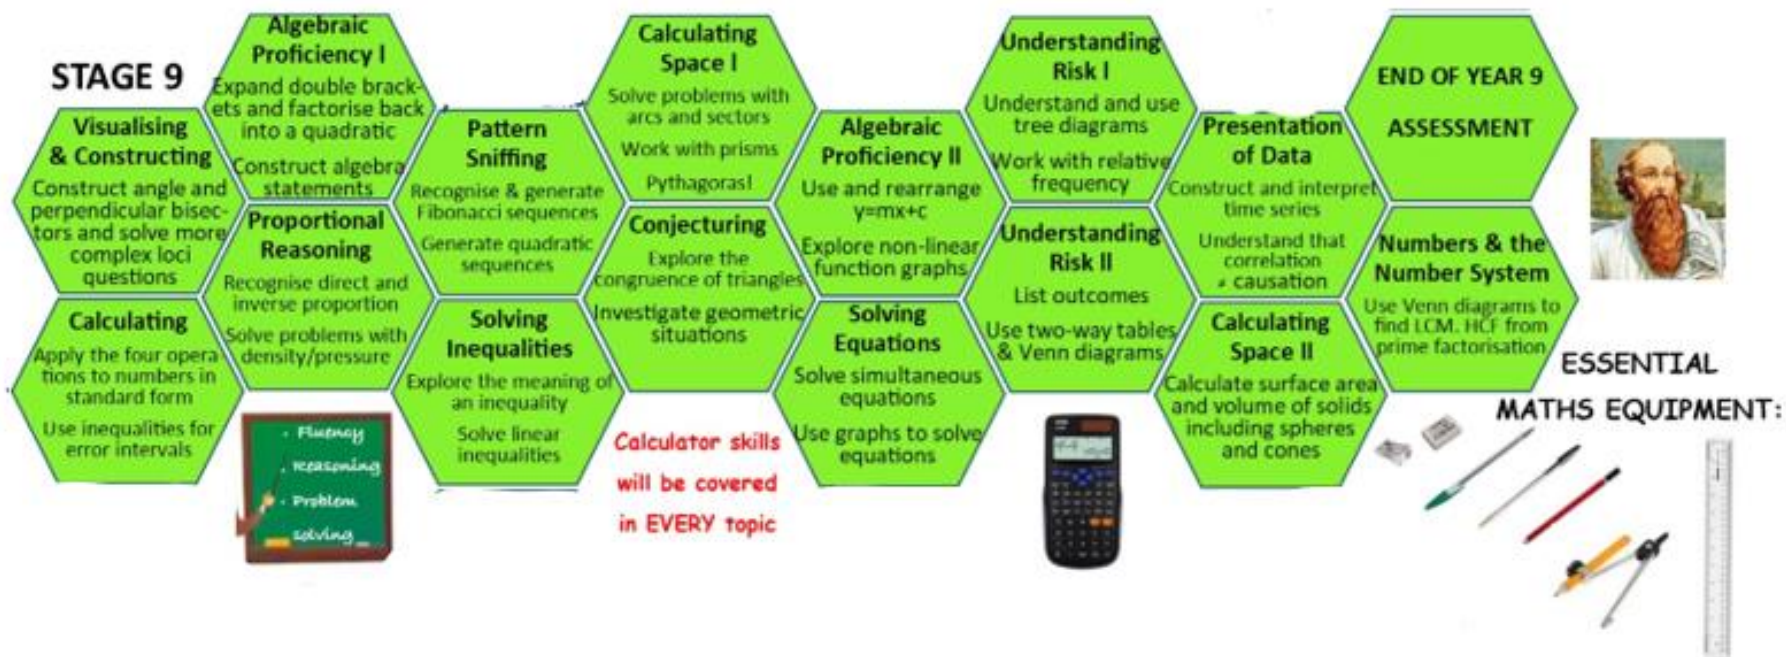 STAGE 9
Visualising
& Constructing
Construct angle and
perpendicular bisec-
tors and solve more
complex loci
questions
Calculating
Apply the four opera
tions to numbers in
standard form
Use inequalities for
error intervals
Algebraic
Proficiency I
Expand double brack-
ets and factorise back
into a quadratic
Construct algebra
statements
Proportional
Reasoning
Recognise direct and
inverse proportion
Solve problems with
density/pressure
Pattern
Sniffing
Recognise & generate
Fibonacci sequences
Generate quadratic
sequences
Solving
Inequalities
Explore the meaning of
an inequality
Solve linear
inequalities
Calculating
Space I
Solve problems with
arcs and sectors
Work with prisms
Pythagoras!
Conjecturing
Explore the
congruence of triangles
Investigate geometric
situations
Algebraic
Proficiency II
Use and rearrange
y=mx+c
Explore non-linear
function graphs
Solving
Equations
Solve simultaneous
equations
Use graphs to solve
equations
Understanding
Risk I
Understand and use
tree diagrams
Work with relative
frequency
Understanding
Risk II
List outcomes
Use two-way tables
& Venn diagrams
Presentation
of Data
Construct and interpret
time series
Understand that
correlation
≠ causation
Calculating
Space II
Calculate surface area
and volume of solids
including spheres
and cones
END OF YEAR 9
ASSESSMENT
Numbers & the
Number System
Use Venn diagrams to
find LCM. HCF from
prime factorisation
· Fluency
· Reasoning
· Problem
solving
Calculator skills
will be covered
in EVERY topic
ESSENTIAL
MATHS EQUIPMENT: